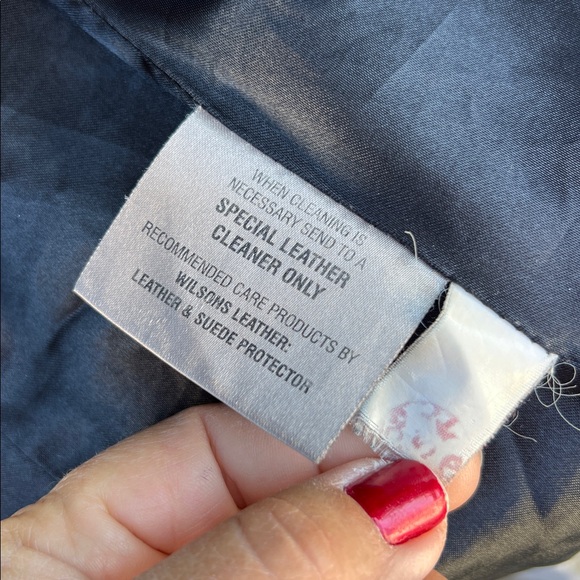 WHEN CLEANING IS
NECESSARY SEND TO A
SPECIAL LEATHER
CLEANER ONLY
RECOMMENDED CARE PRODUCTS BY
WILSONS LEATHER:
LEATHER & SUEDE PROTECTOR